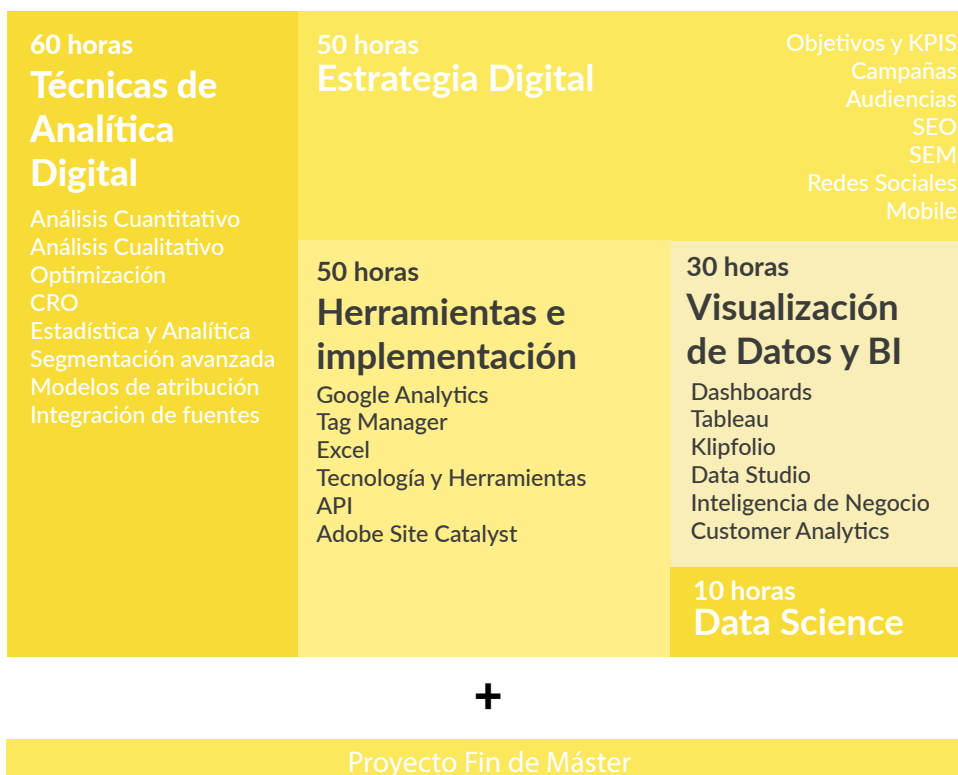 60 horas
Técnicas de
Analítica
Digital
Análisis Cuantitativo
Análisis Cualitativo
Optimización
CRO
Estadística y Analítica
Segmentación avanzada
Modelos de atribución
Integración de fuentes
50 horas
Estrategia Digital
Objetivos y KPIS
Campañas
Audiencias
SEO
SEM
Redes Sociales
Mobile
50 horas
Herramientas e
implementación
Google Analytics
Tag Manager
Excel
Tecnología y Herramientas
API
Adobe Site Catalyst
30 horas
Visualización
de Datos y BI
Dashboards
Tableau
Klipfolio
Data Studio
Inteligencia de Negocio
Customer Analytics
10 horas
Data Science
+
Proyecto Fin de Máster